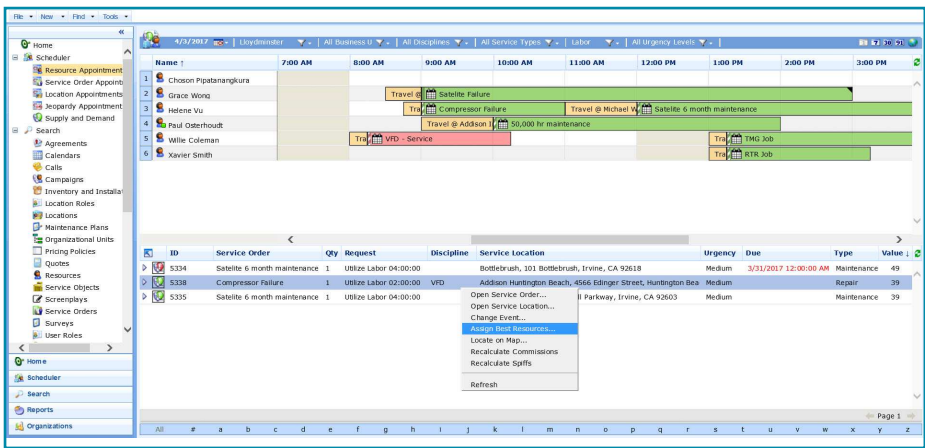 File New Find Tools
«
Home
Scheduler
Resource Appointment
Service Order Appointr
Location Appointments
Jeopardy Appointment
Supply and Demand
Search
Agreements
Calendars
Calls
Campaigns
Inventory and Installat
Location Roles
Locations
Maintenance Plans
Organizational Units
Pricing Policies
Quotes
Resources
Service Objects
Screenplays
Service Orders
Surveys
User Roles
Home
Scheduler
Search
Reports
Organizations
4/3/2017 | Lloydminster | All Business U | All Disciplines | All Service Types | Labor | All Urgency Levels | 1 7 30 91
Name ↑ 7:00 AM 8:00 AM 9:00 AM 10:00 AM 11:00 AM 12:00 PM 1:00 PM 2:00 PM 3:00 PM
1 Choson Pipatanangkura
2 Grace Wong Travel @ Satelite Failure
3 Helene Vu Tra Compressor Failure Travel @ Michael W Satelite 6 month maintenance
4 Paul Osterhoudt Travel @ Addison I 50,000 hr maintenance
5 Willie Coleman Tra VFD - Service Tra TMG Job
6 Xavier Smith Tra RTR Job
ID Service Order Qty Request Discipline Service Location Urgency Due Type Value ↓
5334 Satelite 6 month maintenance 1 Utilize Labor 04:00:00 Bottlebrush, 101 Bottlebrush, Irvine, CA 92618 Medium 3/31/2017 12:00:00 AM Maintenance 49
5338 Compressor Failure 1 Utilize Labor 02:00:00 VFD Addison Huntington Beach, 4566 Edinger Street, Huntington Bea Medium Repair 39
5335 Satelite 6 month maintenance 1 Utilize Labor 04:00:00 ll Parkway, Irvine, CA 92603 Medium Maintenance 39
Open Service Order...
Open Service Location...
Change Event...
Assign Best Resources...
Locate on Map...
Recalculate Commissions
Recalculate Spiffs
Refresh
Page 1
All # a b c d e f g h i j k l m n o p q r s t u v w x y z